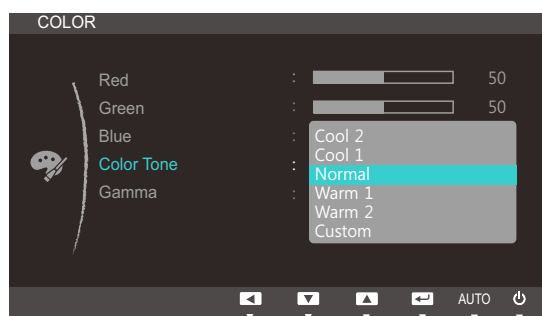 COLOR
Red : 50
Green : 50
Blue :
Color Tone :
Gamma :
Cool 2
Cool 1
Normal
Warm 1
Warm 2
Custom
AUTO